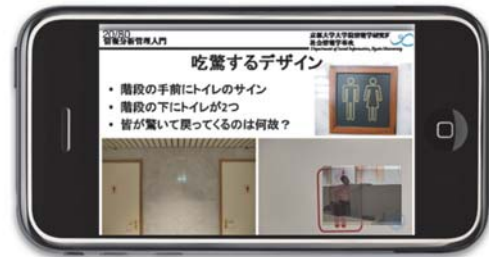 20/80
吃驚するデザイン
• 階段の手前にトイレのサイン
• 階段の下にトイレが2つ
• 皆が驚いて戻ってくるのは何故？